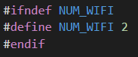 #ifndef NUM_WIFI
#define NUM_WIFI 2
#endif